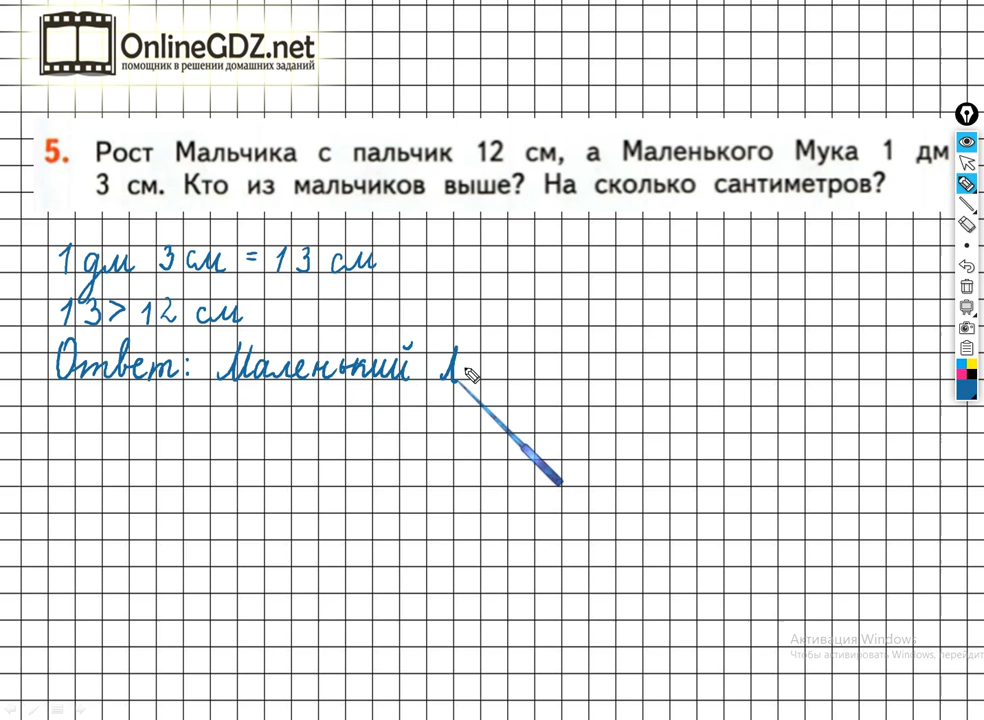 OnlineGDZ.net
помощник в решении домашних заданий
5. Рост Мальчика с пальчик 12 см, а Маленького Мука 1 дм
3 см. Кто из мальчиков выше? На сколько сантиметров?
1 дм 3 см = 13 см
13 > 12 см
Ответ: Маленький
Активация Windows
Чтобы активировать Windows, перейдит